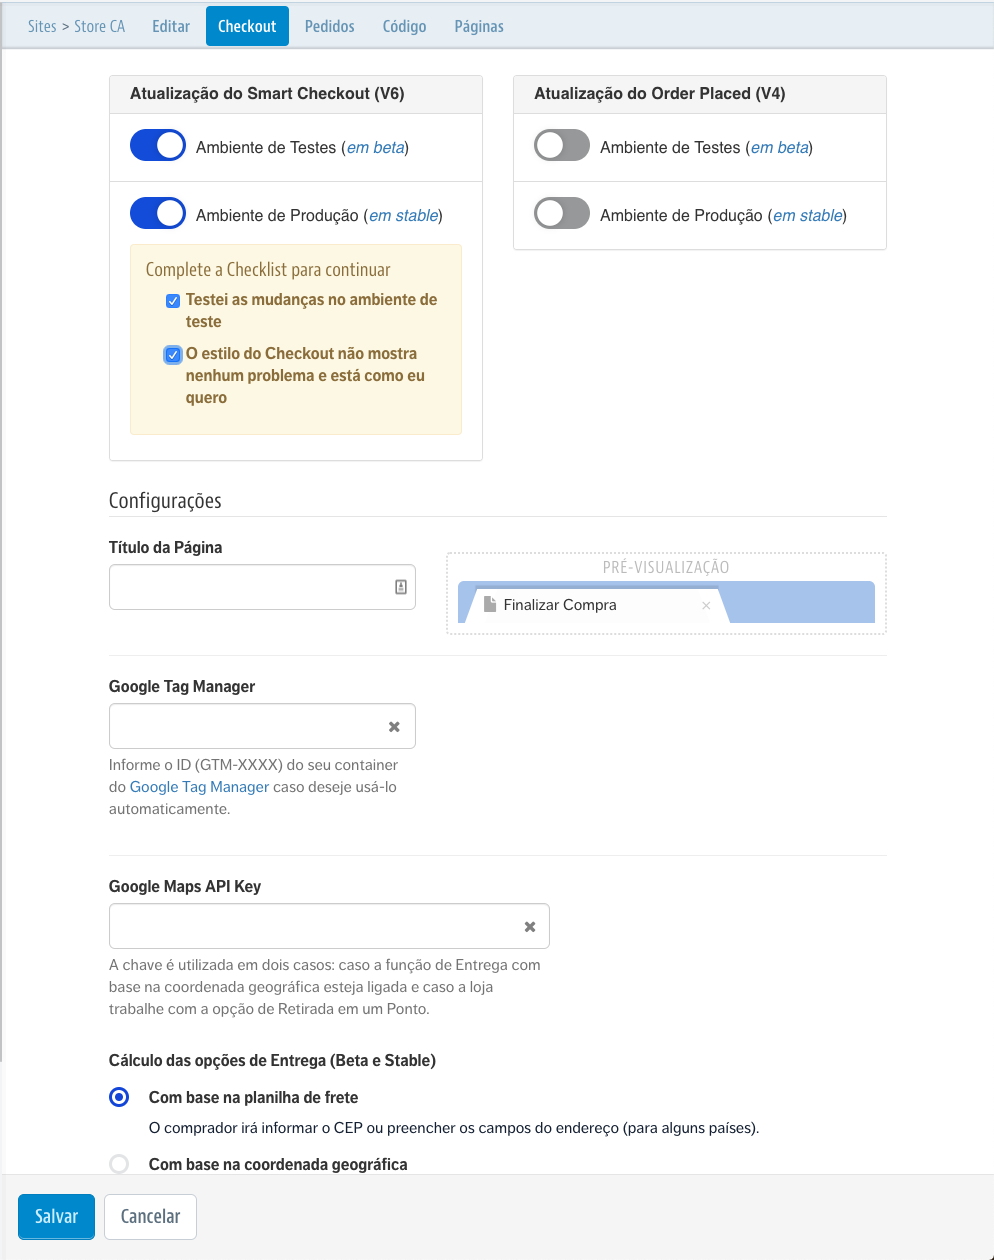 Sites > Store CA Editar Checkout Pedidos Código Páginas
Atualização do Smart Checkout (V6)
Ambiente de Testes (em beta)
Ambiente de Produção (em stable)
Complete a Checklist para continuar
Testei as mudanças no ambiente de
teste
O estilo do Checkout não mostra
nenhum problema e está como eu
quero
Atualização do Order Placed (V4)
Ambiente de Testes (em beta)
Ambiente de Produção (em stable)
Configurações
Título da Página
PRÉ-VISUALIZAÇÃO
Finalizar Compra
Google Tag Manager
Informe o ID (GTM-XXXX) do seu container
do Google Tag Manager caso deseje usá-lo
automaticamente.
Google Maps API Key
A chave é utilizada em dois casos: caso a função de Entrega com
base na coordenada geográfica esteja ligada e caso a loja
trabalhe com a opção de Retirada em um Ponto.
Cálculo das opções de Entrega (Beta e Stable)
Com base na planilha de frete
O comprador irá informar o CEP ou preencher os campos do endereço (para alguns países).
Com base na coordenada geográfica
Salvar Cancelar